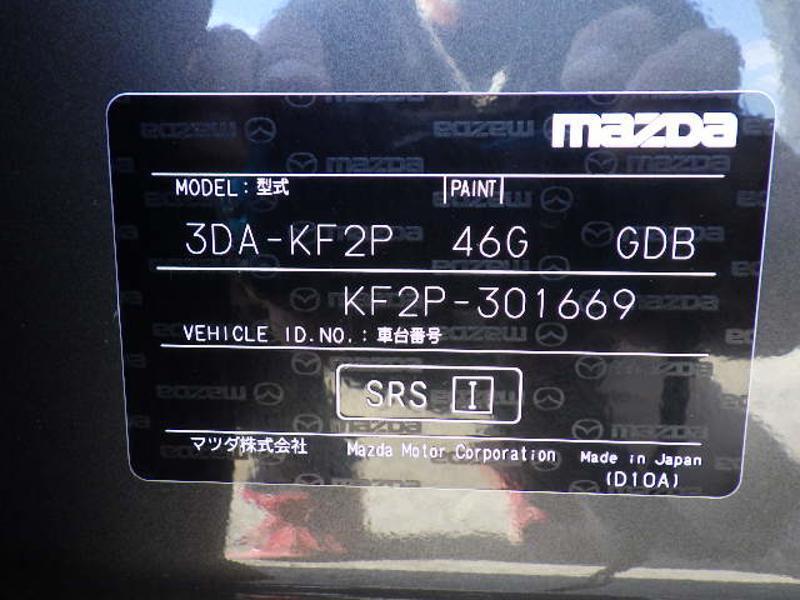 mazda
MODEL: 型式 PAINT
3DA-KF2P 46G GDB
KF2P-301669
VEHICLE ID.NO.: 車台番号
SRS I
マツダ株式会社 Mazda Motor Corporation Made in Japan
(D10A)